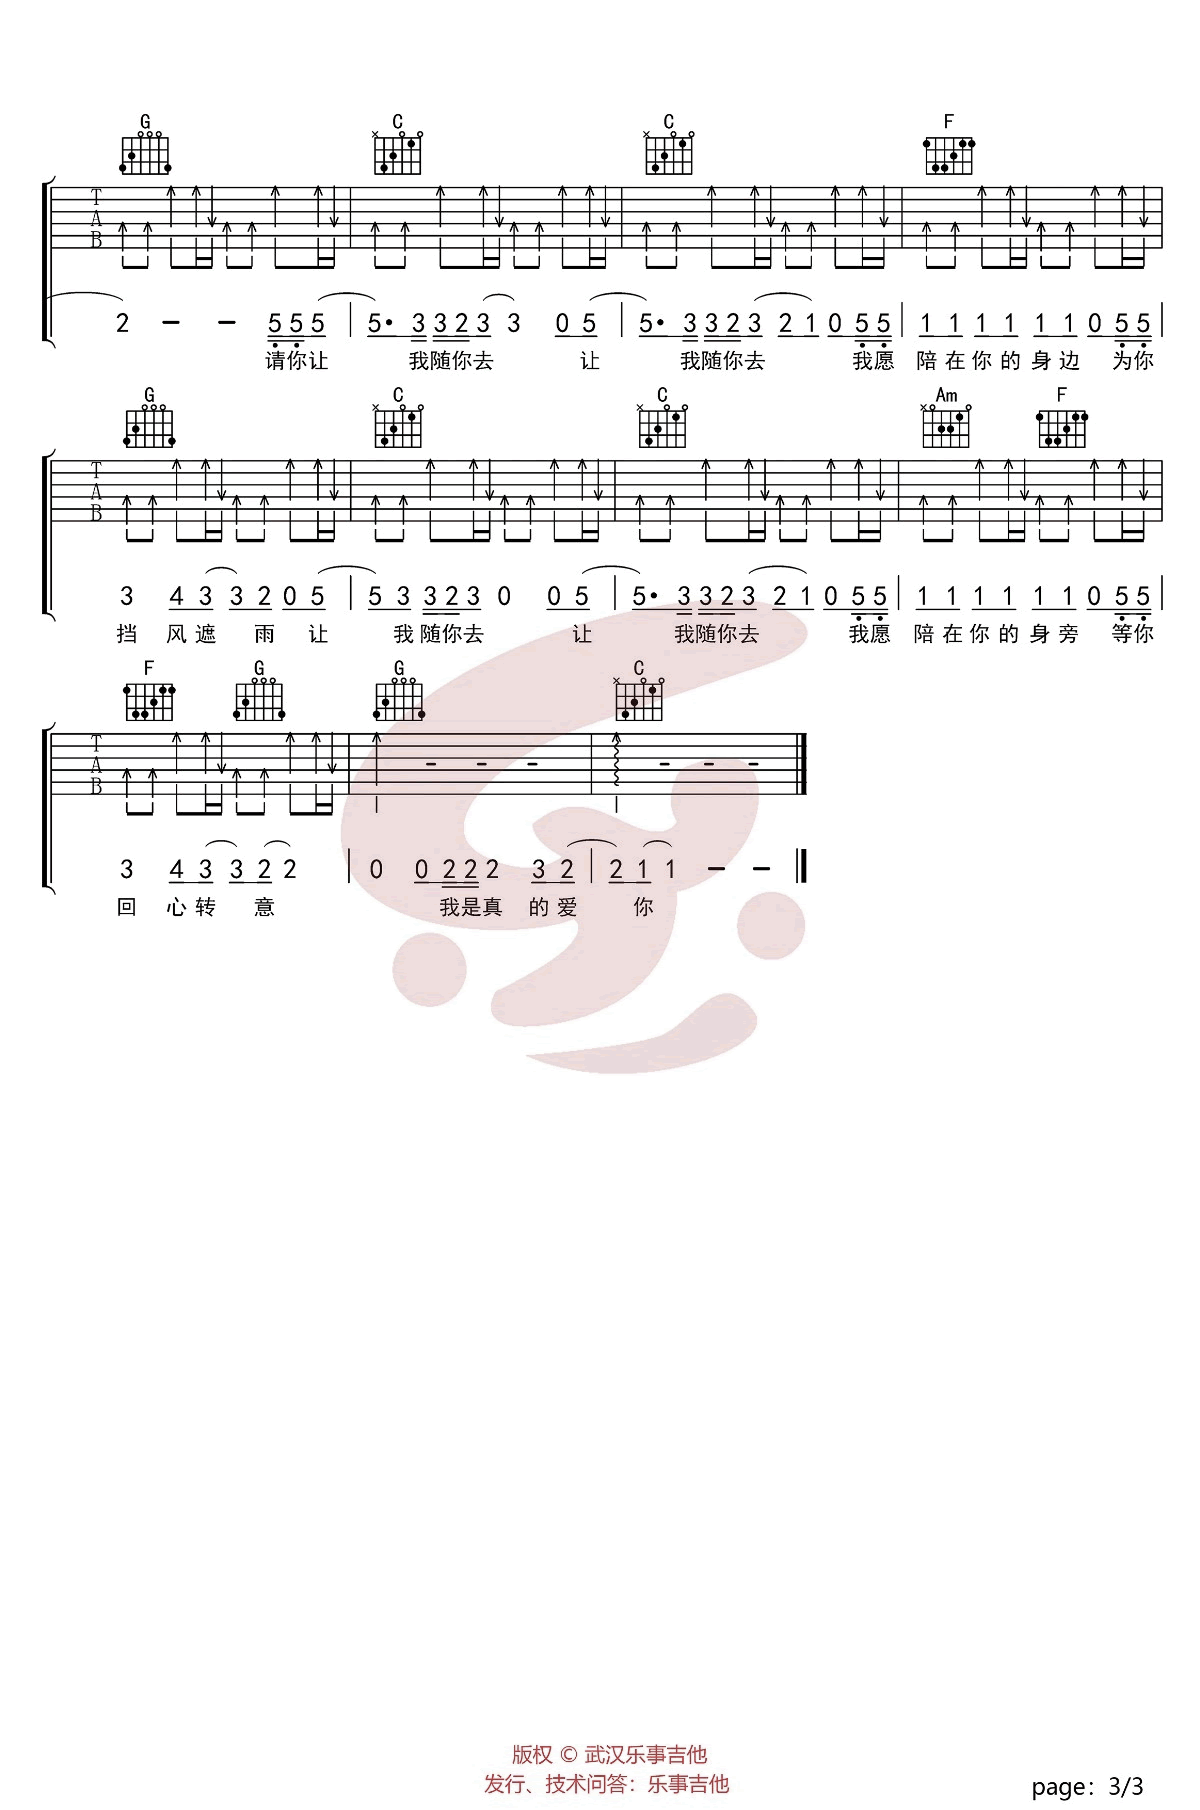 G C C F
T
A
B
2 - - 5 5 5 5· 3 3 2 3 3 0 5 5· 3 3 2 3 2 1 0 5 5 1 1 1 1 1 1 0 5 5
请你让 我随你去 让 我随你去 我愿 陪在你的身边 为你
G C C Am F
T
A
B
3 4 3 3 2 0 5 5 3 3 2 3 0 0 5 5· 3 3 2 3 2 1 0 5 5 1 1 1 1 1 1 0 5 5
挡 风遮 雨 让 我随你去 让 我随你去 我愿 陪在你的身旁 等你
F G G C
T
A
B
3 4 3 3 2 2 0 0 2 2 2 3 2 2 1 1 - -
回 心转 意 我是真 的爱 你
版权 © 武汉乐事吉他
发行、技术问答：乐事吉他
page：3/3